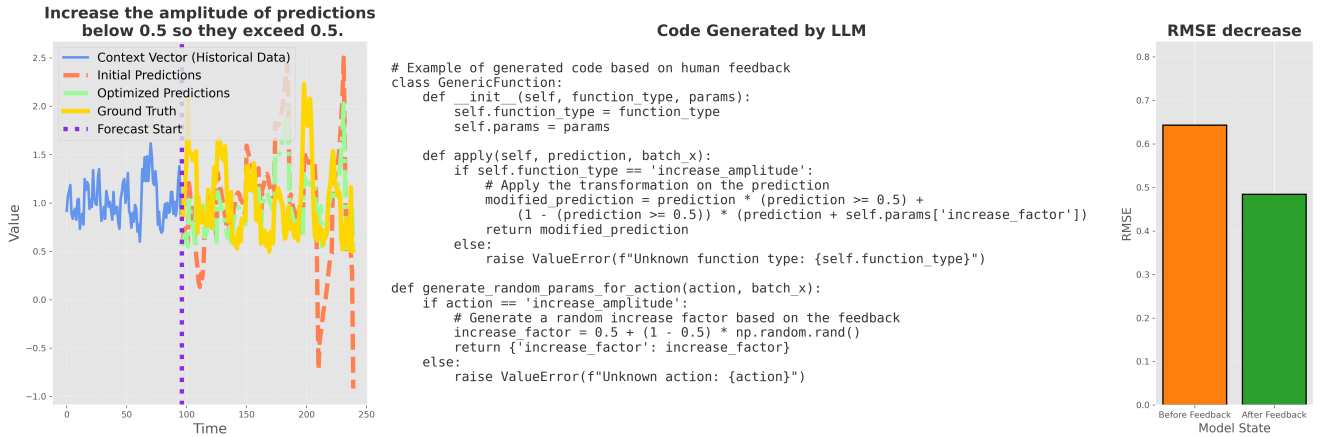 Increase the amplitude of predictions
below 0.5 so they exceed 0.5.
Context Vector (Historical Data)
Initial Predictions
Optimized Predictions
Ground Truth
Forecast Start
Value
2.5
2.0
1.5
1.0
0.5
0.0
−0.5
−1.0
0 50 100 150 200 250
Time
Code Generated by LLM
# Example of generated code based on human feedback
class GenericFunction:
    def __init__(self, function_type, params):
        self.function_type = function_type
        self.params = params
    def apply(self, prediction, batch_x):
        if self.function_type == 'increase_amplitude':
            # Apply the transformation on the prediction
            modified_prediction = prediction * (prediction >= 0.5) +
                (1 - (prediction >= 0.5)) * (prediction + self.params['increase_factor'])
            return modified_prediction
        else:
            raise ValueError(f"Unknown function type: {self.function_type}")
def generate_random_params_for_action(action, batch_x):
    if action == 'increase_amplitude':
        # Generate a random increase factor based on the feedback
        increase_factor = 0.5 + (1 - 0.5) * np.random.rand()
        return {'increase_factor': increase_factor}
    else:
        raise ValueError(f"Unknown action: {action}")
RMSE decrease
RMSE
0.8
0.7
0.6
0.5
0.4
0.3
0.2
0.1
0.0
Before Feedback After Feedback
Model State